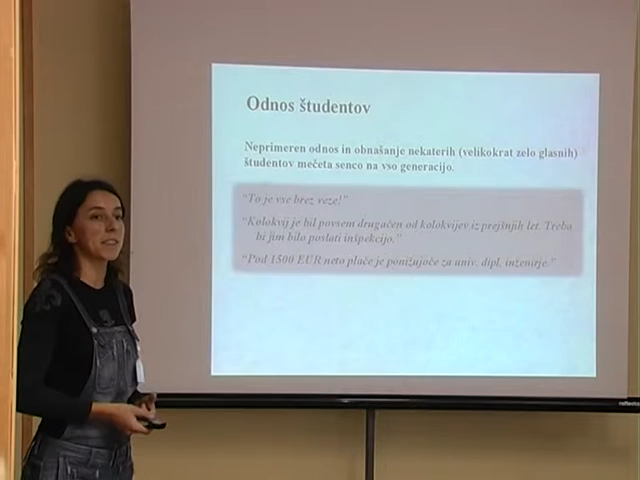 Odnos študentov
Neprimeren odnos in obnašanje nekaterih (velikokrat zelo glasnih)
študentov mečeta senco na vso generacijo.
“To je vse brez veze!”
“Kolokvij je bil povsem drugačen od kolokvijev iz prejšnjih let. Treba
bi jim bilo poslati inšpekcijo.”
“Pod 1500 EUR neto plače je ponižujoče za univ. dipl. inženirje.”